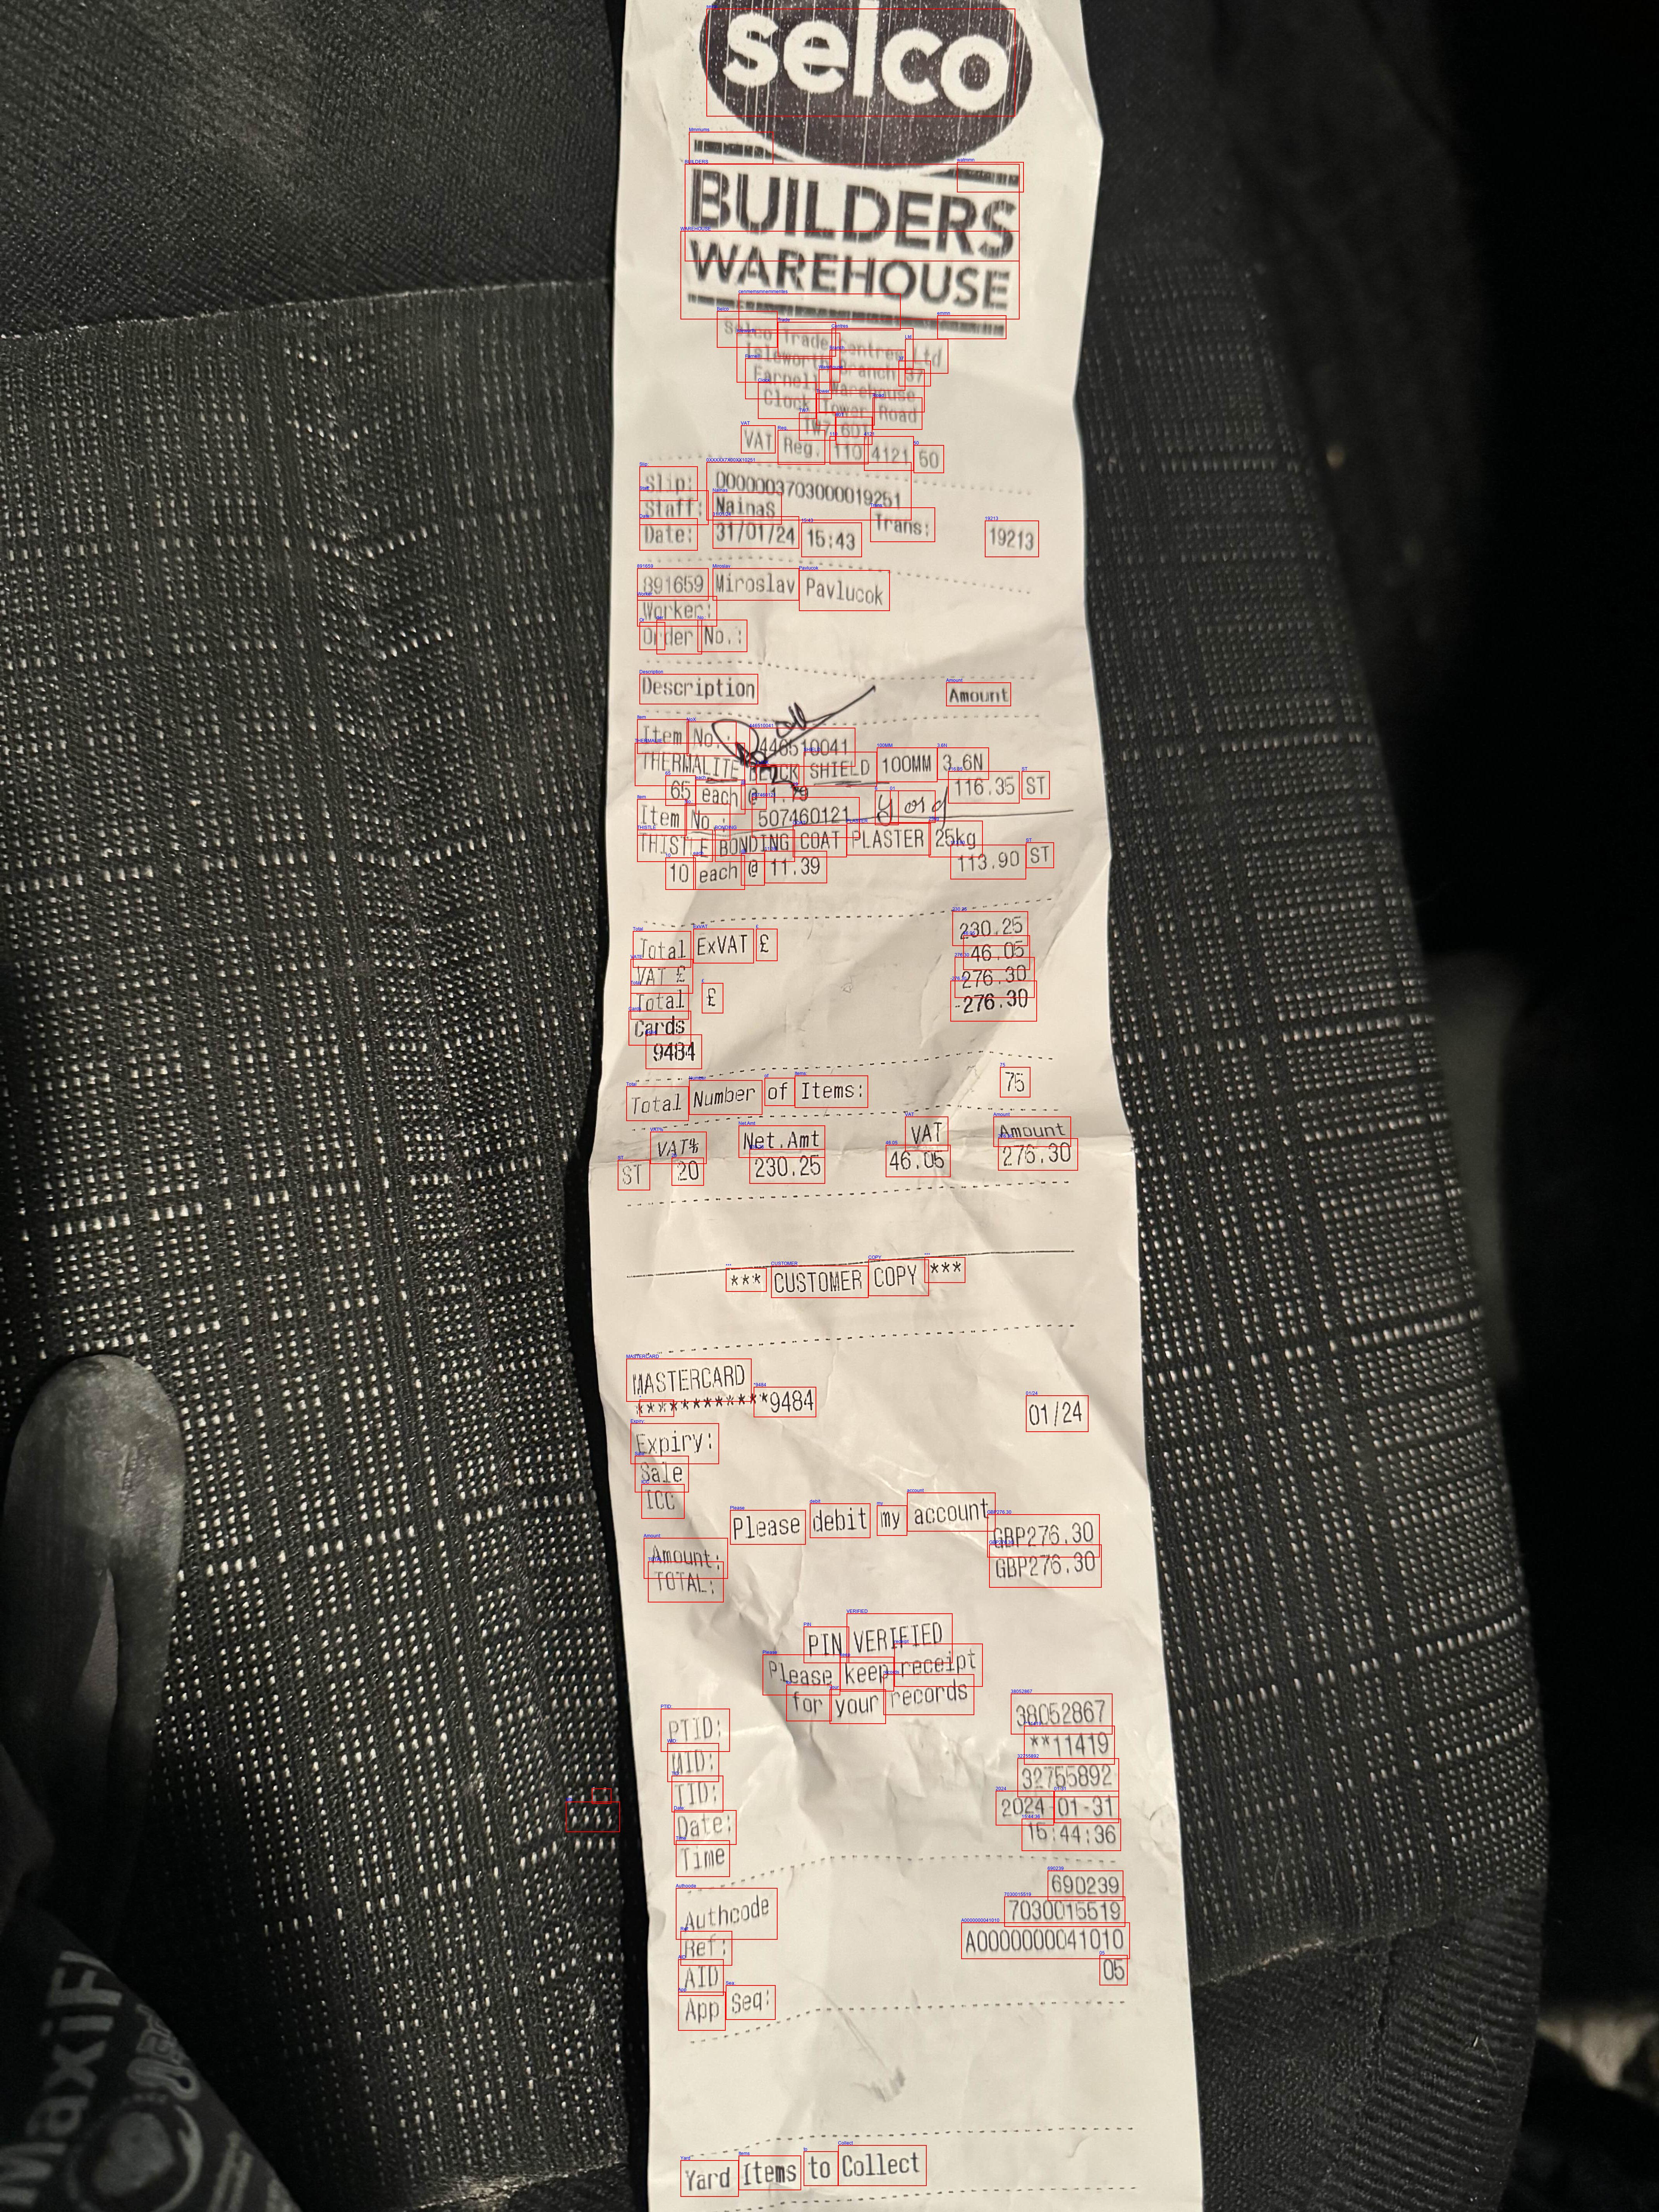 selco
BUILDERS
WAREHOUSE
Selco Trade Centres Ltd
Isleworth Branch 37
Farnell Warehouse
Clock Tower Road
TW7 6DT
VAT Reg. 110 4121 50
Slip: D000003703000019251
Staff: NainaS Trans: 19213
Date: 31/01/24 15:43
891659 Miroslav Pavlucok
Worker:
Order No.:
Description Amount
Item No.: 446510041
THERMALITE BLOCK SHIELD 100MM 3.6N
65 each @ 1.79 116.35 ST
Item No.: 50746012
THISTLE BONDING COAT PLASTER 25kg
10 each @ 11.39 113.90 ST
Total ExVAT £ 230.25
VAT £ 46.05
Total £ 276.30
Cards -276.30
9484
Total Number of Items: 75
VAT% Net.Amt VAT Amount
ST 20 230.25 46.05 276.30
*** CUSTOMER COPY ***
MASTERCARD
************9484
Expiry: 01/24
Sale
ICC
Please debit my account
Amount: GBP276.30
TOTAL: GBP276.30
PIN VERIFIED
Please keep receipt
for your records
PTID: 38052867
MID: **11419
TID: 32755892
Date: 2024-01-31
Time 15:44:36
Authcode 690239
Ref: 7030015519
AID A0000000041010
App Seq: 05
Yard Items to Collect
MaxiFl